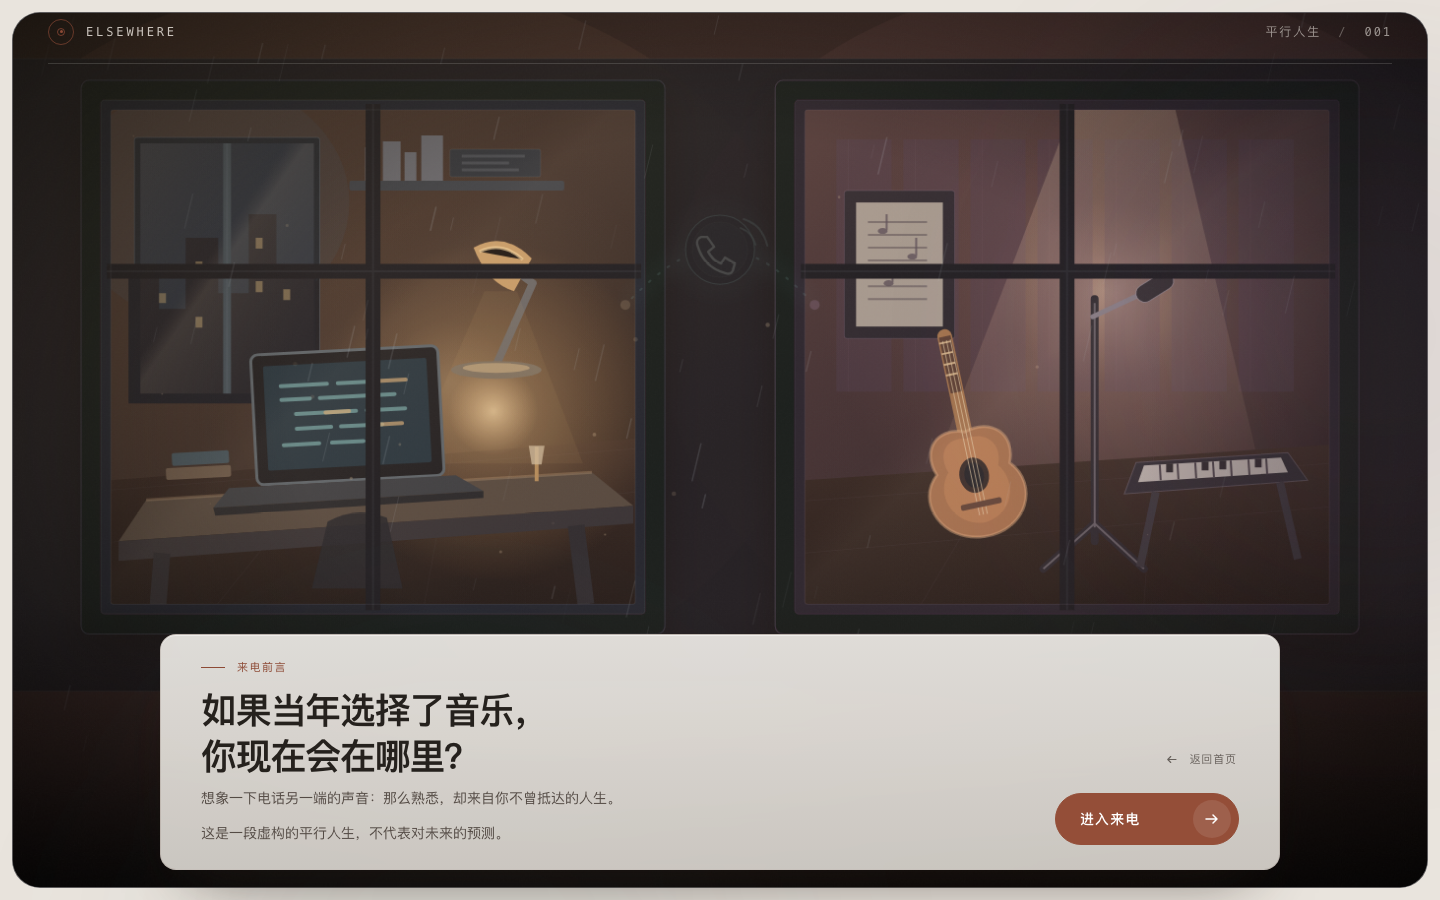 ELSEWHERE
平行人生 / 001
来电前言
如果当年选择了音乐，
你现在会在哪里？
想象一下电话另一端的声音：那么熟悉，却来自你不曾抵达的人生。
这是一段虚构的平行人生，不代表对未来的预测。
← 返回首页
进入来电 →